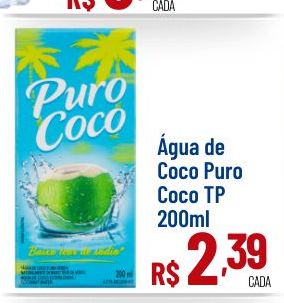 R$
CADA
Puro
Coco
Baixo teor de sódio*
200 ml
Água de
Coco Puro
Coco TP
200ml
R$ 2,39
CADA